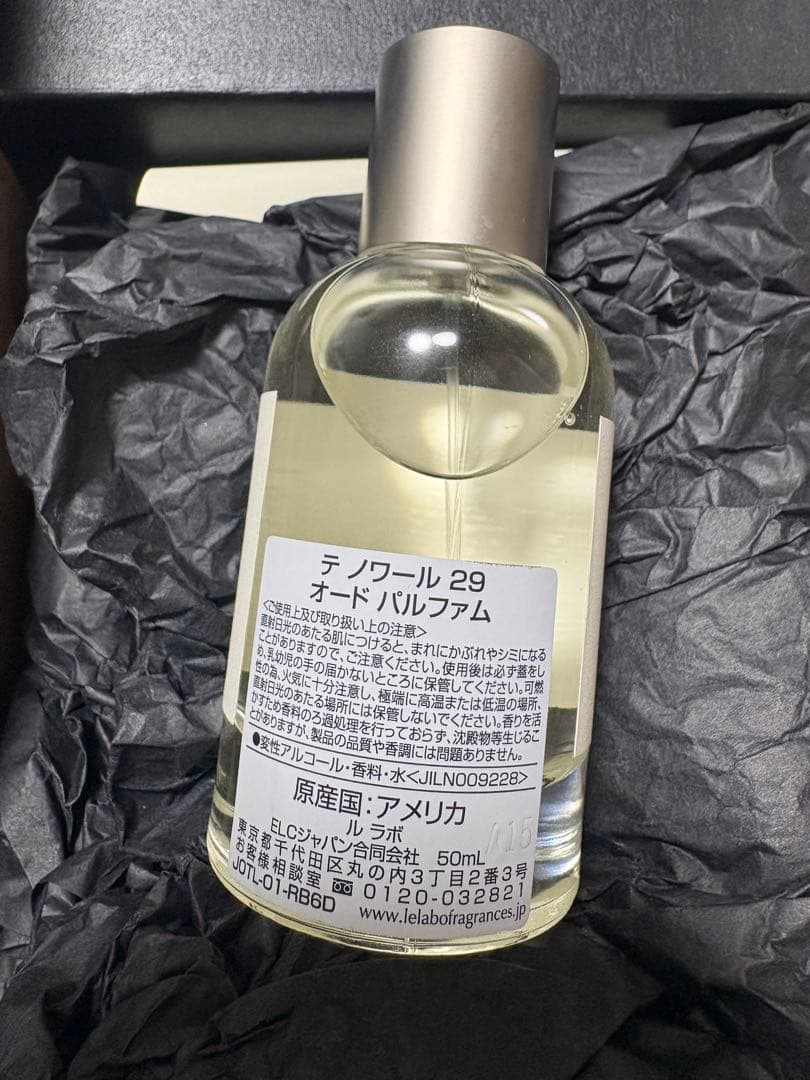 テ ノワール 29
オード パルファム
<ご使用上及び取り扱い上の注意>
直射日光のあたる肌につけると、まれにかぶれやシミになる
ことがありますので、ご注意ください。使用後は必ず蓋をし
め、乳幼児の手の届かないところに保管してください。可燃
性の為、火気に十分注意し、極端に高温または低温の場所、
直射日光のあたる場所には保管しないでください。香りを活
かすため香料のろ過処理を行っておらず、沈殿物等生じるこ
とがありますが、製品の品質や香調には問題ありません。
●変性アルコール・香料・水<JILN009228>
原産国：アメリカ
ル ラボ
ELCジャパン合同会社 50mL
東京都千代田区丸の内3丁目2番3号
お客様相談室 0120-032821
J0TL-01-RB6D www.lelabofragrances.jp